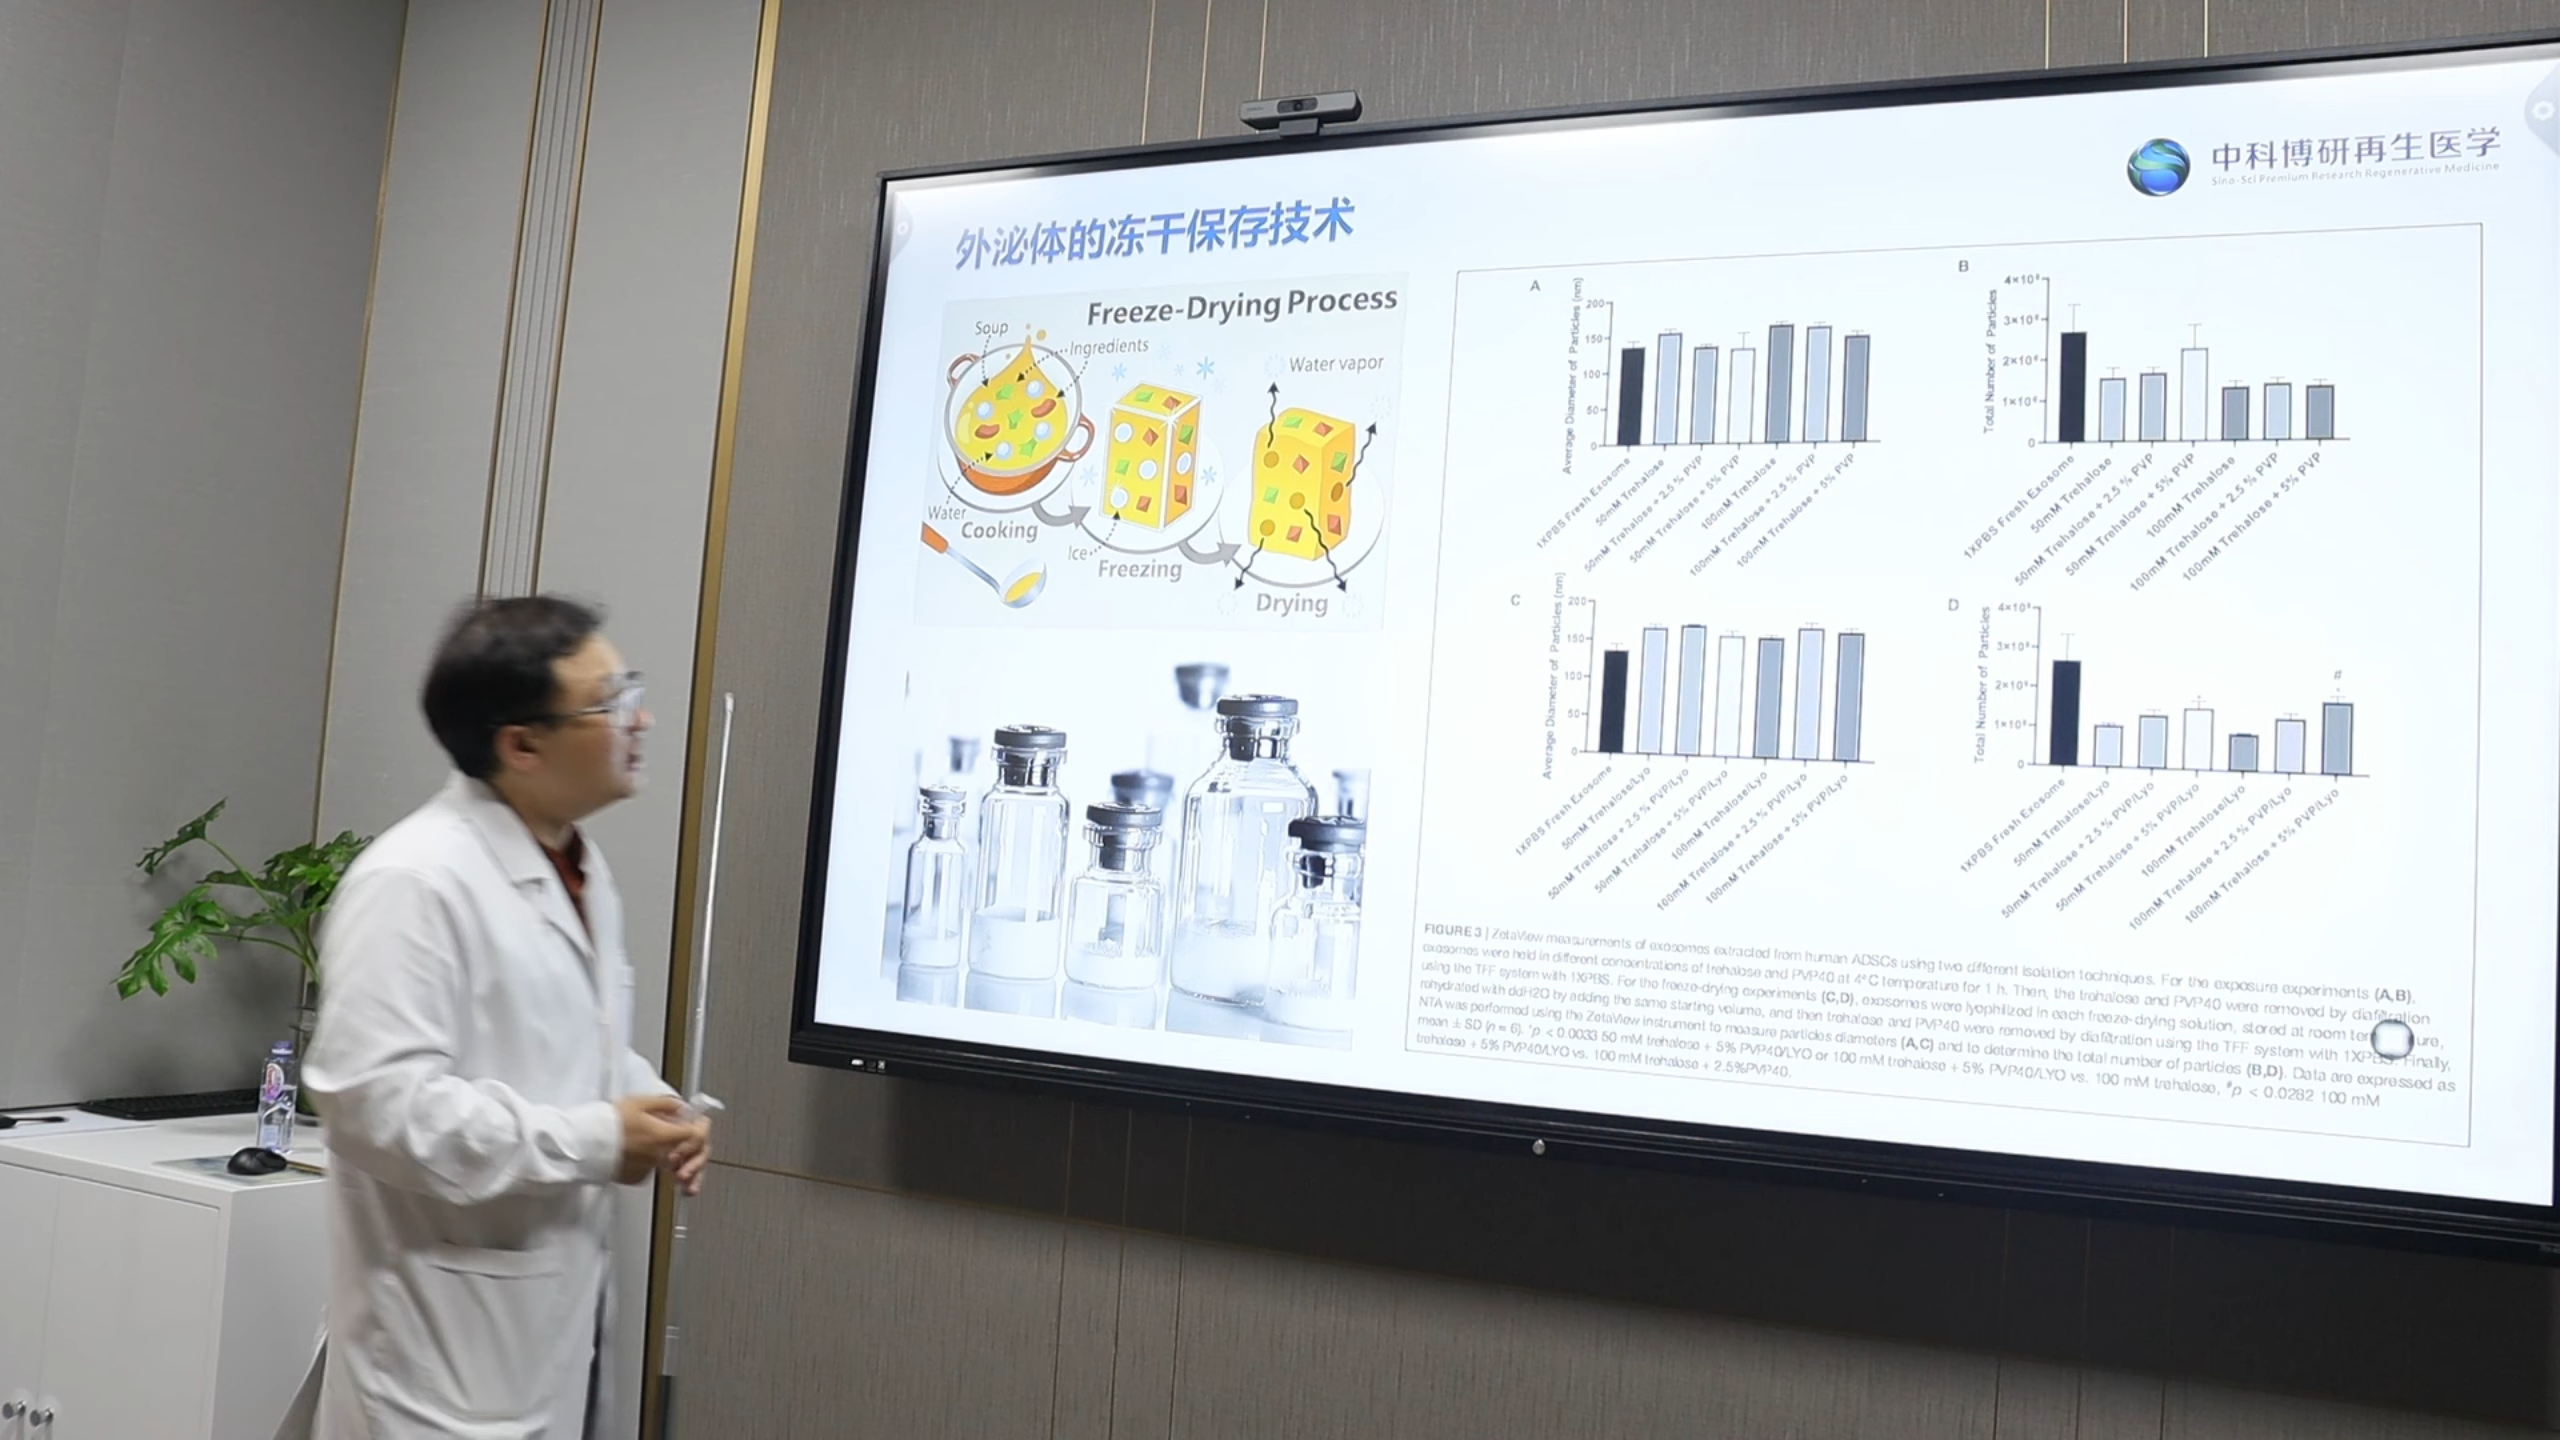 中科博研再生医学
Sino-Sci Premium Research Regenerative Medicine
外泌体的冻干保存技术
Freeze-Drying Process
Soup
Ingredients
Water vapor
Water
Cooking
Ice
Freezing
Drying
A
Average Diameter of Particles (nm)
200
150
100
50
0
1XPBS Fresh Exosome
50mM Trehalose
50mM Trehalose + 2.5 % PVP
50mM Trehalose + 5% PVP
100mM Trehalose
100mM Trehalose + 2.5 % PVP
100mM Trehalose + 5% PVP
B
Total Number of Particles
0
1XPBS Fresh Exosome
50mM Trehalose
50mM Trehalose + 2.5 % PVP
50mM Trehalose + 5% PVP
100mM Trehalose
100mM Trehalose + 2.5 % PVP
100mM Trehalose + 5% PVP
C
Average Diameter of Particles (nm)
200
150
100
50
0
1XPBS Fresh Exosome
50mM Trehalose/Lyo
50mM Trehalose + 2.5 % PVP/Lyo
50mM Trehalose + 5% PVP/Lyo
100mM Trehalose/Lyo
100mM Trehalose + 2.5 % PVP/Lyo
100mM Trehalose + 5% PVP/Lyo
D
Total Number of Particles
0
#
1XPBS Fresh Exosome
50mM Trehalose/Lyo
50mM Trehalose + 2.5 % PVP/Lyo
50mM Trehalose + 5% PVP/Lyo
100mM Trehalose/Lyo
100mM Trehalose + 2.5 % PVP/Lyo
100mM Trehalose + 5% PVP/Lyo
FIGURE 3 | ZetaView measurements of exosomes extracted from human ADSCs using two different isolation techniques. For the exposure experiments (A,B),
exosomes were held in different concentrations of trehalose and PVP40 at 4°C temperature for 1 h. Then, the trehalose and PVP40 were removed by diafiltration
using the TFF system with 1XPBS. For the freeze-drying experiments (C,D), exosomes were lyophilized in each freeze-drying solution, stored at room
rehydrated with ddH2O by adding the same starting volume, and then trehalose and PVP40 were removed by diafiltration using the TFF system with 1XPBS. Finally,
NTA was performed using the ZetaView instrument to measure particles diameters (A,C) and to determine the total number of particles (B,D). Data are expressed as
mean ± SD (n = 6). *p < 0.0033 50 mM trehalose + 5% PVP40/LYO or 100 mM trehalose + 5% PVP40/LYO vs. 100 mM trehalose, #p < 0.0282 100 mM
trehalose + 5% PVP40/LYO vs. 100 mM trehalose + 2.5%PVP40.